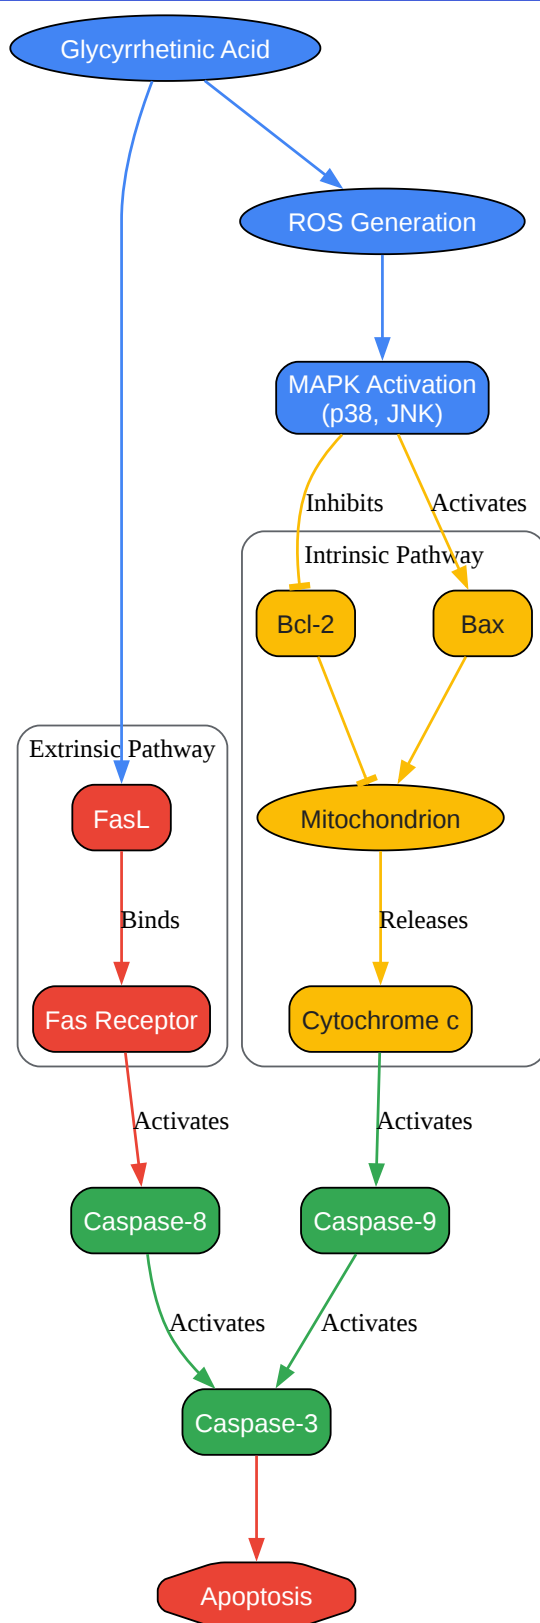 Glycyrrhetinic Acid
ROS Generation
MAPK Activation
(p38, JNK)
Inhibits
Activates
Intrinsic Pathway
Bcl-2
Bax
Extrinsic Pathway
FasL
Mitochondrion
Binds
Releases
Fas Receptor
Cytochrome c
Activates
Activates
Caspase-8
Caspase-9
Activates
Activates
Caspase-3
Apoptosis